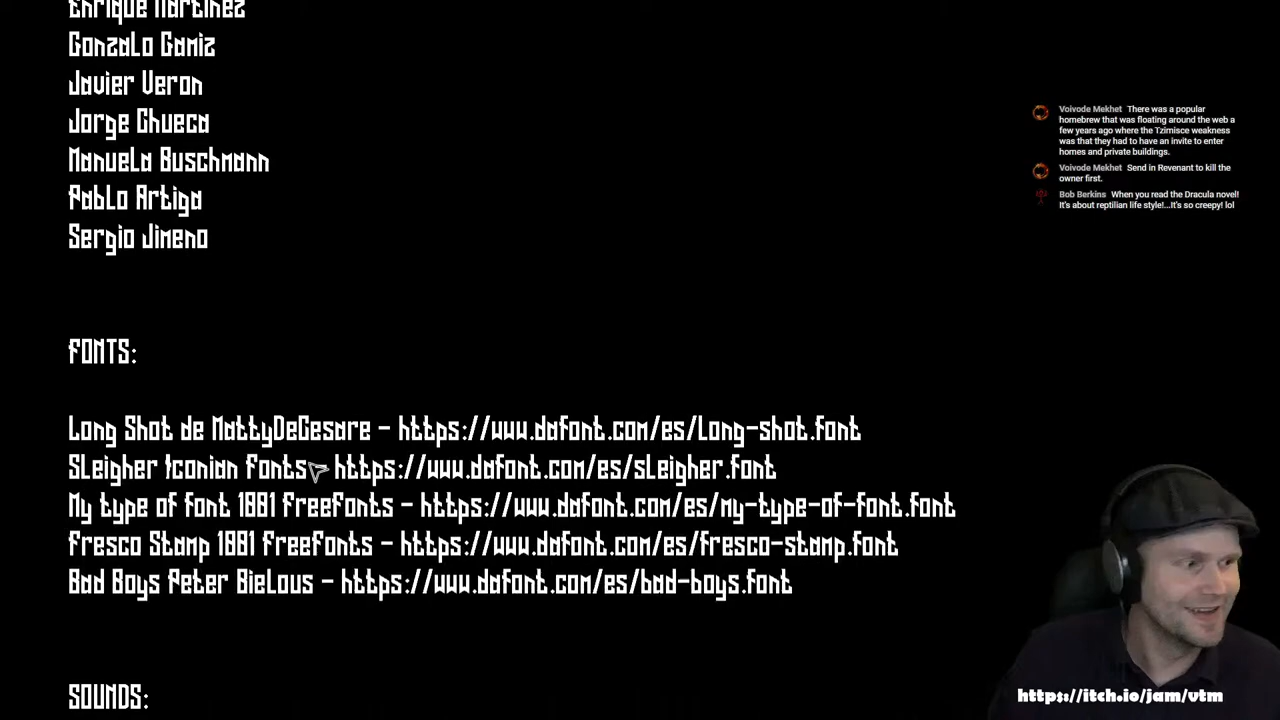 Enrique Martinez
Gonzalo Gamiz
Javier Veron
Jorge Chueca
Manuela Buschmann
Pablo Artiga
Sergio Jimeno
FONTS:
Long Shot de MattyDeCesare - https://www.dafont.com/es/long-shot.font
Sleigher Iconian Fonts - https://www.dafont.com/es/sleigher.font
My type of font 1881 FreeFonts - https://www.dafont.com/es/my-type-of-font.font
Fresco Stamp 1881 FreeFonts - https://www.dafont.com/es/fresco-stamp.font
Bad Boys Peter Bielous - https://www.dafont.com/es/bad-boys.font
SOUNDS:
Voivode Mekhet There was a popular
homebrew that was floating around the web a
few years ago where the Tzimisce weakness
was that they had to have an invite to enter
homes and private buildings.
Voivode Mekhet Send in Revenant to kill the
owner first.
Bob Berkins When you read the Dracula novel!
It's about reptilian life style!...It's so creepy! lol
https://itch.io/jam/vtm